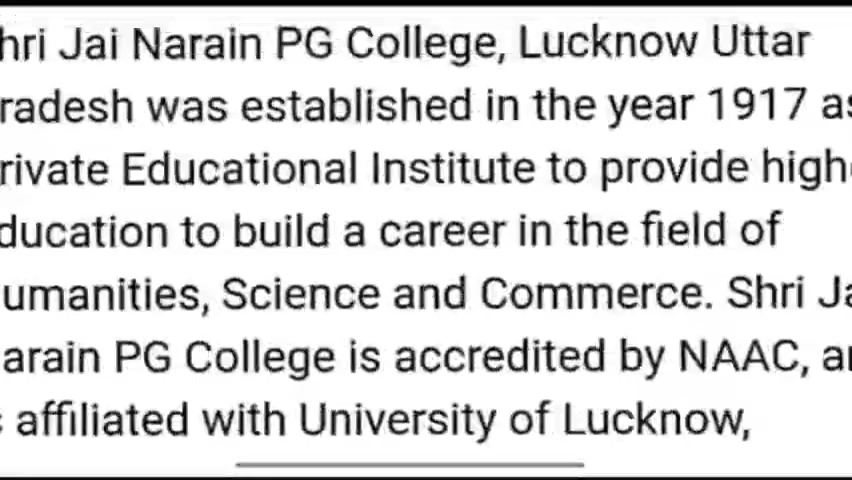 hri Jai Narain PG College, Lucknow Uttar
radesh was established in the year 1917 as
rivate Educational Institute to provide high
ducation to build a career in the field of
umanities, Science and Commerce. Shri Ja
arain PG College is accredited by NAAC, an
s affiliated with University of Lucknow,